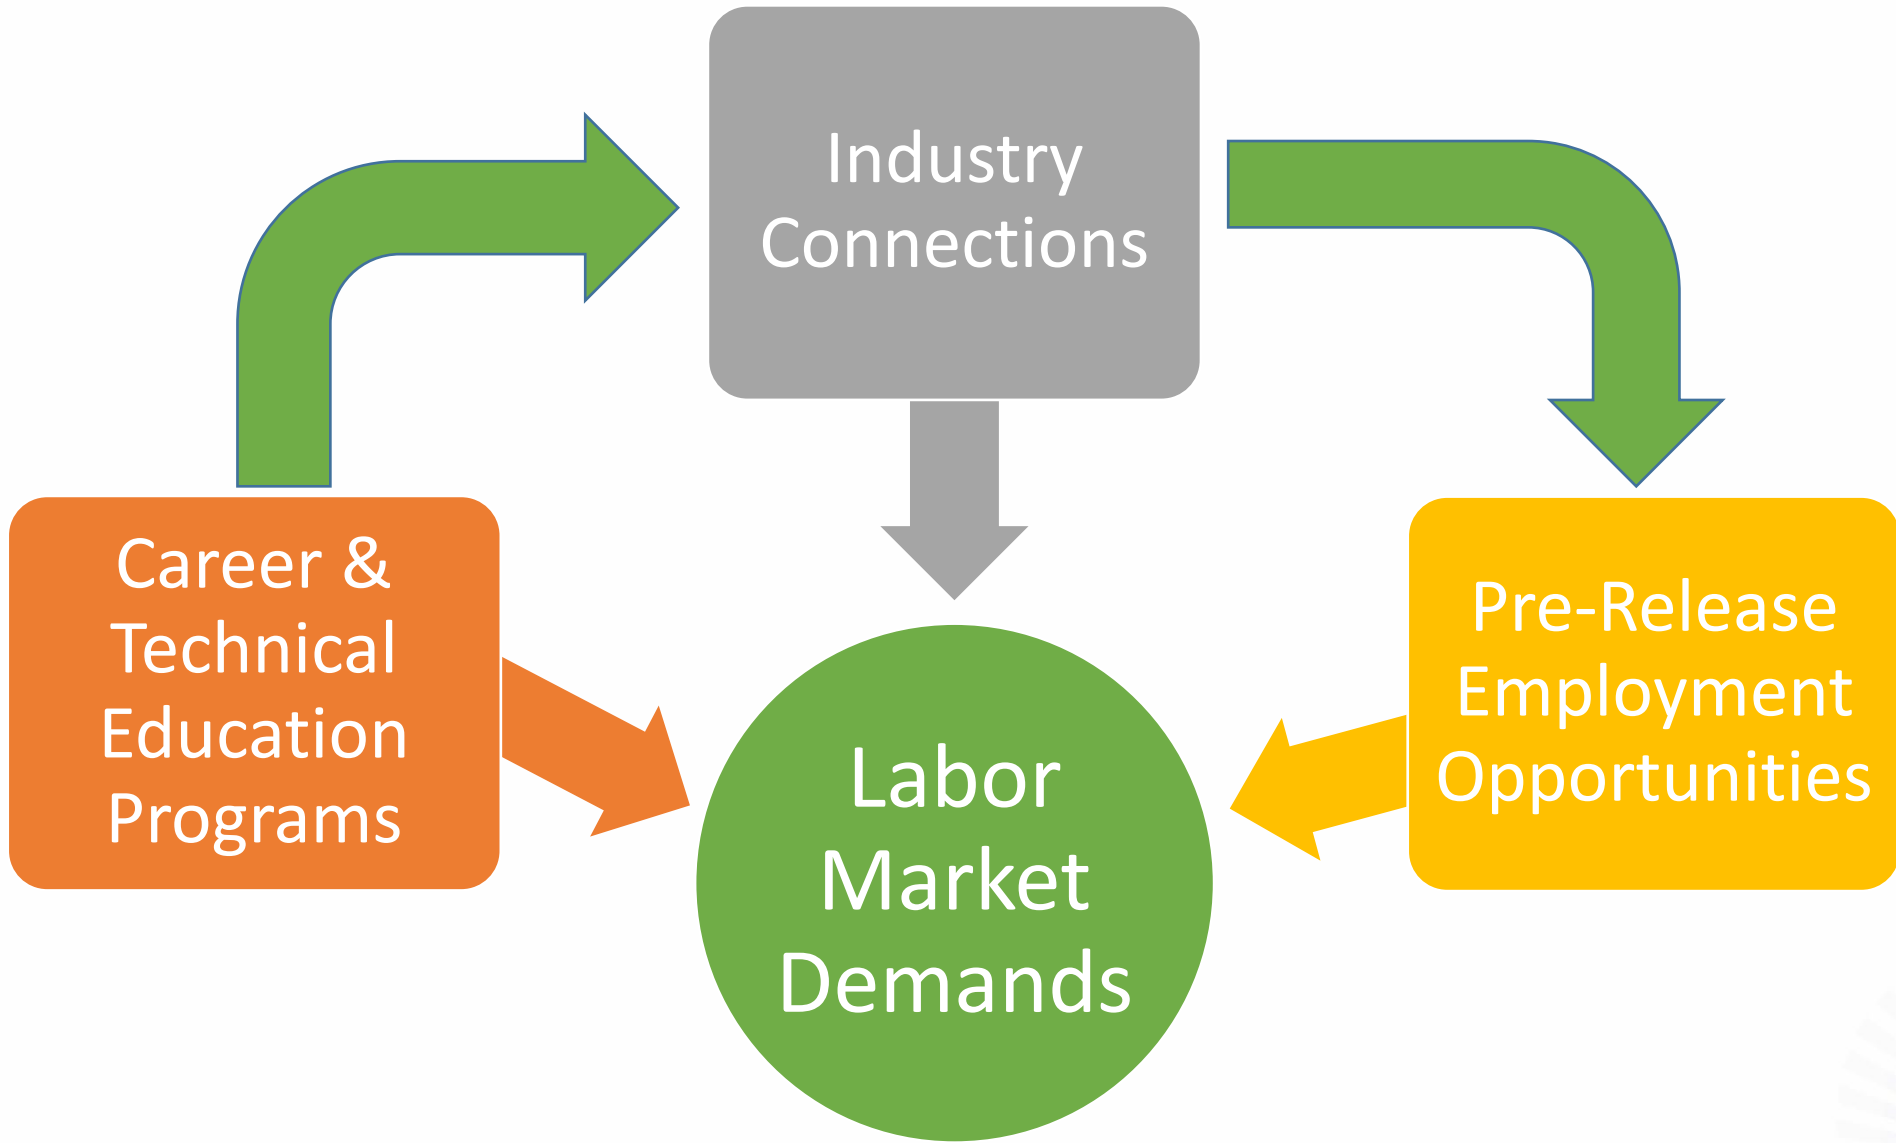 Industry
Connections
Career &
Technical
Education
Programs
Pre-Release
Employment
Opportunities
Labor
Market
Demands